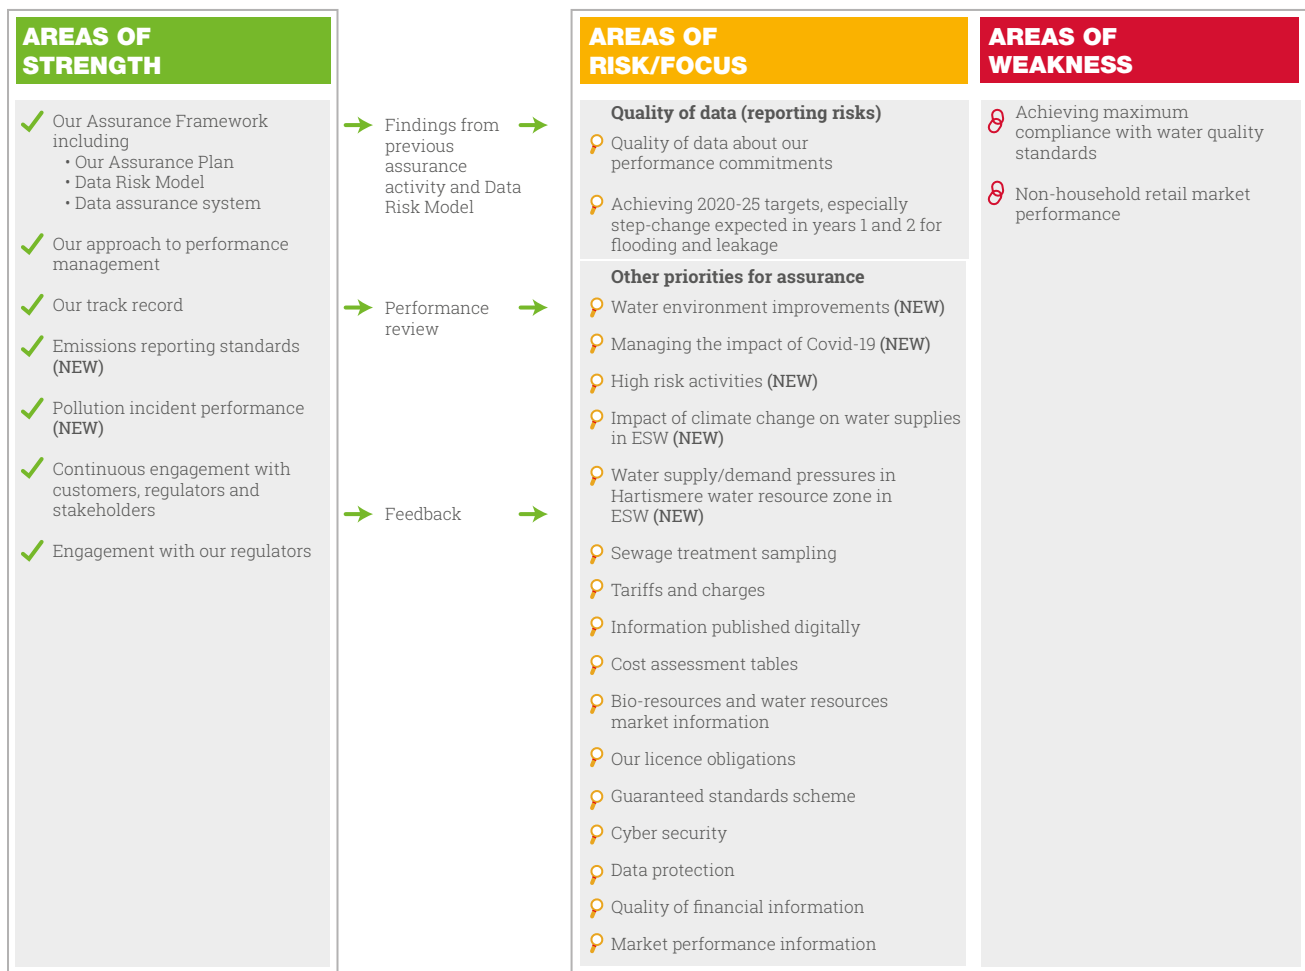 AREAS OF
STRENGTH
Our Assurance Framework
including
• Our Assurance Plan
• Data Risk Model
• Data assurance system
Our approach to performance
management
Our track record
Emissions reporting standards
(NEW)
Pollution incident performance
(NEW)
Continuous engagement with
customers, regulators and
stakeholders
Engagement with our regulators
Findings from
previous
assurance
activity and Data
Risk Model
Performance
review
Feedback
AREAS OF
RISK/FOCUS
Quality of data (reporting risks)
Quality of data about our
performance commitments
Achieving 2020-25 targets, especially
step-change expected in years 1 and 2 for
flooding and leakage
Other priorities for assurance
Water environment improvements (NEW)
Managing the impact of Covid-19 (NEW)
High risk activities (NEW)
Impact of climate change on water supplies
in ESW (NEW)
Water supply/demand pressures in
Hartismere water resource zone in
ESW (NEW)
Sewage treatment sampling
Tariffs and charges
Information published digitally
Cost assessment tables
Bio-resources and water resources
market information
Our licence obligations
Guaranteed standards scheme
Cyber security
Data protection
Quality of financial information
Market performance information
AREAS OF
WEAKNESS
Achieving maximum
compliance with water quality
standards
Non-household retail market
performance